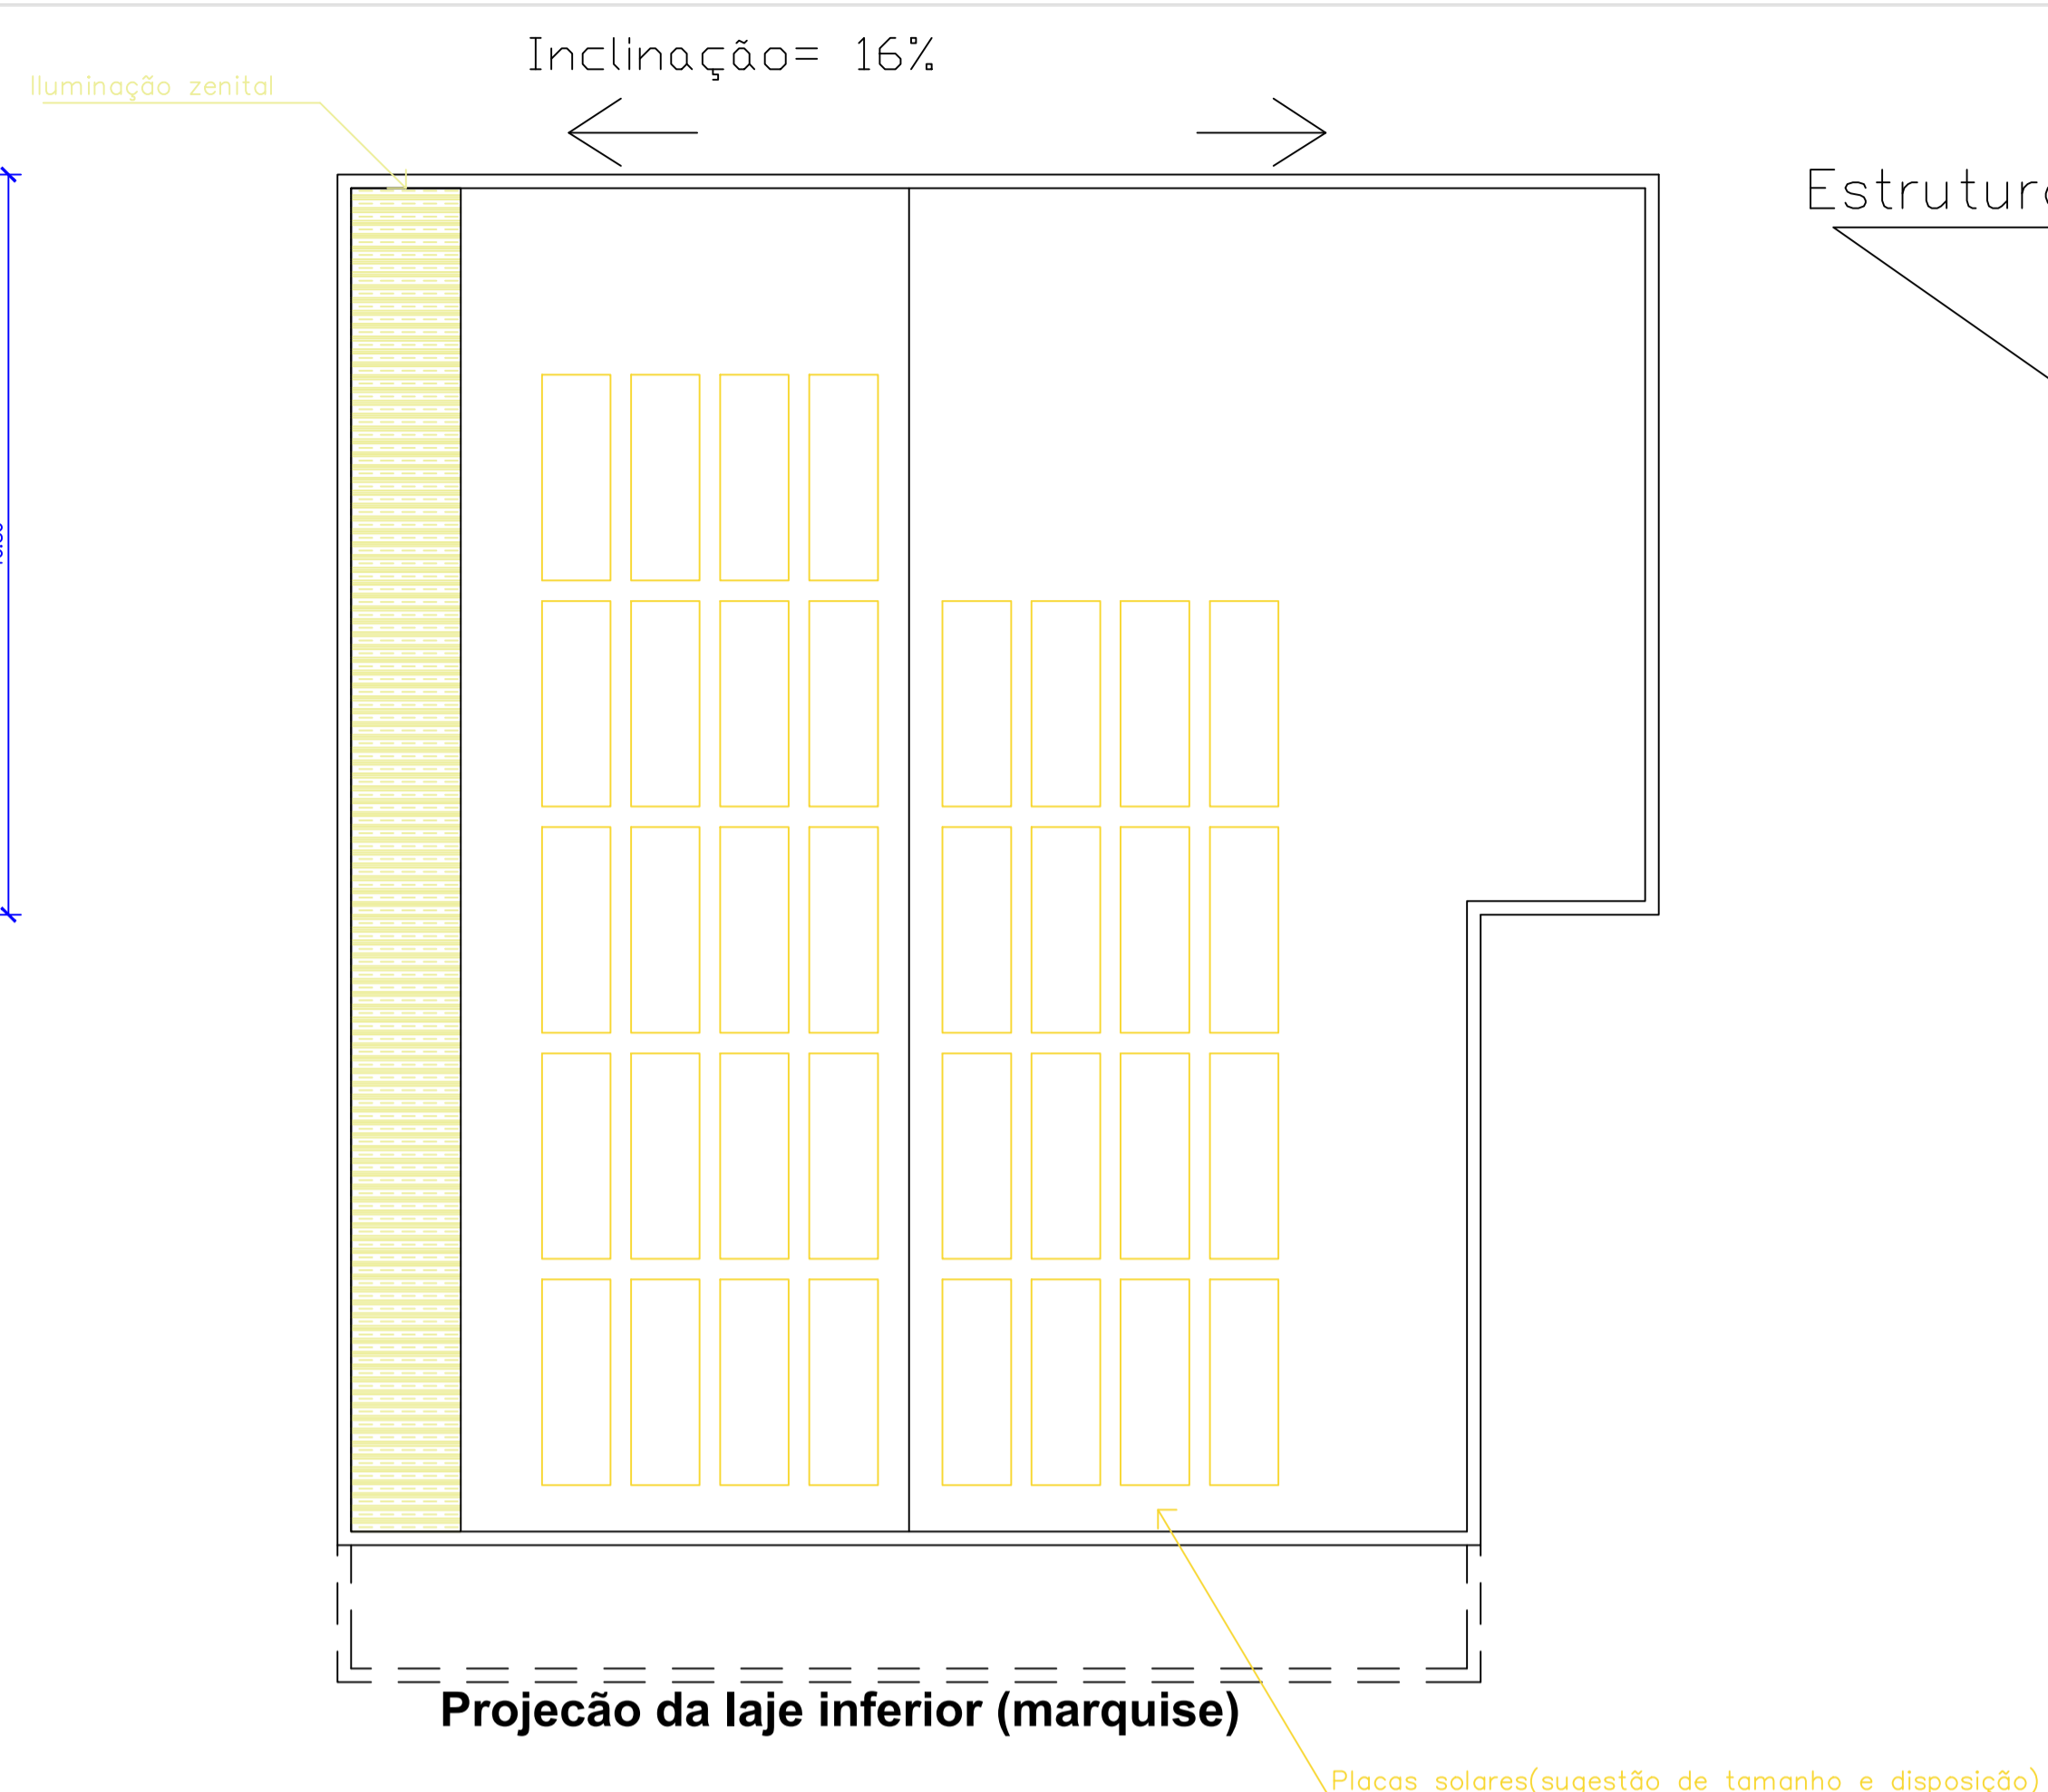 Inclinação= 16%
Iluminação zenital
Projecão da laje inferior (marquise)
Placas solares(sugestão de tamanho e disposição)